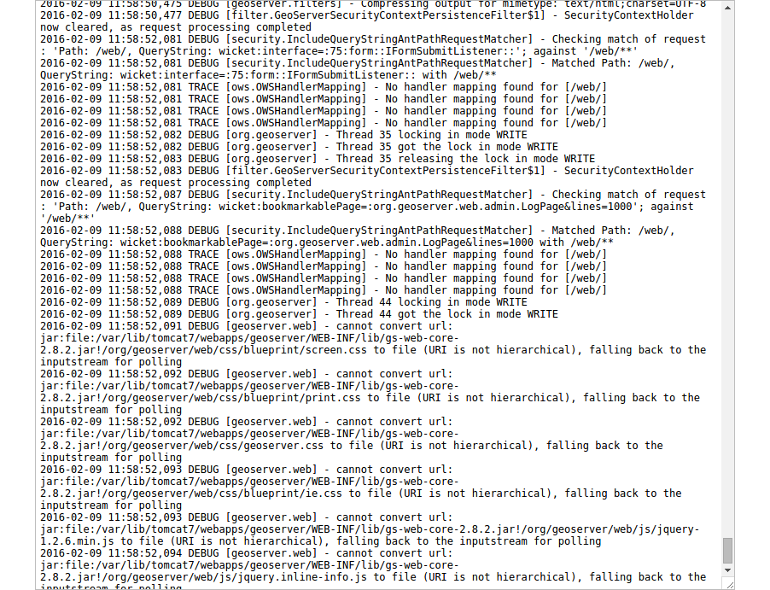 2016-02-09 11:58:50,475 DEBUG [geoserver.filters] - Compressing output for mimetype: text/html;charset=UTF-8
2016-02-09 11:58:50,477 DEBUG [filter.GeoServerSecurityContextPersistenceFilter$1] - SecurityContextHolder
now cleared, as request processing completed
2016-02-09 11:58:52,081 DEBUG [security.IncludeQueryStringAntPathRequestMatcher] - Checking match of request
: 'Path: /web/, QueryString: wicket:interface=:75:form::IFormSubmitListener::'; against '/web/**'
2016-02-09 11:58:52,081 DEBUG [security.IncludeQueryStringAntPathRequestMatcher] - Matched Path: /web/,
QueryString: wicket:interface=:75:form::IFormSubmitListener:: with /web/**
2016-02-09 11:58:52,081 TRACE [ows.OWSHandlerMapping] - No handler mapping found for [/web/]
2016-02-09 11:58:52,081 TRACE [ows.OWSHandlerMapping] - No handler mapping found for [/web/]
2016-02-09 11:58:52,081 TRACE [ows.OWSHandlerMapping] - No handler mapping found for [/web/]
2016-02-09 11:58:52,081 TRACE [ows.OWSHandlerMapping] - No handler mapping found for [/web/]
2016-02-09 11:58:52,082 DEBUG [org.geoserver] - Thread 35 locking in mode WRITE
2016-02-09 11:58:52,082 DEBUG [org.geoserver] - Thread 35 got the lock in mode WRITE
2016-02-09 11:58:52,083 DEBUG [org.geoserver] - Thread 35 releasing the lock in mode WRITE
2016-02-09 11:58:52,083 DEBUG [filter.GeoServerSecurityContextPersistenceFilter$1] - SecurityContextHolder
now cleared, as request processing completed
2016-02-09 11:58:52,087 DEBUG [security.IncludeQueryStringAntPathRequestMatcher] - Checking match of request
: 'Path: /web/, QueryString: wicket:bookmarkablePage=:org.geoserver.web.admin.LogPage&lines=1000'; against
'/web/**'
2016-02-09 11:58:52,088 DEBUG [security.IncludeQueryStringAntPathRequestMatcher] - Matched Path: /web/,
QueryString: wicket:bookmarkablePage=:org.geoserver.web.admin.LogPage&lines=1000 with /web/**
2016-02-09 11:58:52,088 TRACE [ows.OWSHandlerMapping] - No handler mapping found for [/web/]
2016-02-09 11:58:52,088 TRACE [ows.OWSHandlerMapping] - No handler mapping found for [/web/]
2016-02-09 11:58:52,088 TRACE [ows.OWSHandlerMapping] - No handler mapping found for [/web/]
2016-02-09 11:58:52,088 TRACE [ows.OWSHandlerMapping] - No handler mapping found for [/web/]
2016-02-09 11:58:52,089 DEBUG [org.geoserver] - Thread 44 locking in mode WRITE
2016-02-09 11:58:52,089 DEBUG [org.geoserver] - Thread 44 got the lock in mode WRITE
2016-02-09 11:58:52,091 DEBUG [geoserver.web] - cannot convert url:
jar:file:/var/lib/tomcat7/webapps/geoserver/WEB-INF/lib/gs-web-core-
2.8.2.jar!/org/geoserver/web/css/blueprint/screen.css to file (URI is not hierarchical), falling back to the
inputstream for polling
2016-02-09 11:58:52,092 DEBUG [geoserver.web] - cannot convert url:
jar:file:/var/lib/tomcat7/webapps/geoserver/WEB-INF/lib/gs-web-core-
2.8.2.jar!/org/geoserver/web/css/blueprint/print.css to file (URI is not hierarchical), falling back to the
inputstream for polling
2016-02-09 11:58:52,092 DEBUG [geoserver.web] - cannot convert url:
jar:file:/var/lib/tomcat7/webapps/geoserver/WEB-INF/lib/gs-web-core-
2.8.2.jar!/org/geoserver/web/css/geoserver.css to file (URI is not hierarchical), falling back to the
inputstream for polling
2016-02-09 11:58:52,093 DEBUG [geoserver.web] - cannot convert url:
jar:file:/var/lib/tomcat7/webapps/geoserver/WEB-INF/lib/gs-web-core-
2.8.2.jar!/org/geoserver/web/css/blueprint/ie.css to file (URI is not hierarchical), falling back to the
inputstream for polling
2016-02-09 11:58:52,093 DEBUG [geoserver.web] - cannot convert url:
jar:file:/var/lib/tomcat7/webapps/geoserver/WEB-INF/lib/gs-web-core-2.8.2.jar!/org/geoserver/web/js/jquery-
1.2.6.min.js to file (URI is not hierarchical), falling back to the inputstream for polling
2016-02-09 11:58:52,094 DEBUG [geoserver.web] - cannot convert url:
jar:file:/var/lib/tomcat7/webapps/geoserver/WEB-INF/lib/gs-web-core-
2.8.2.jar!/org/geoserver/web/js/jquery.inline-info.js to file (URI is not hierarchical), falling back to the
inputstream for polling